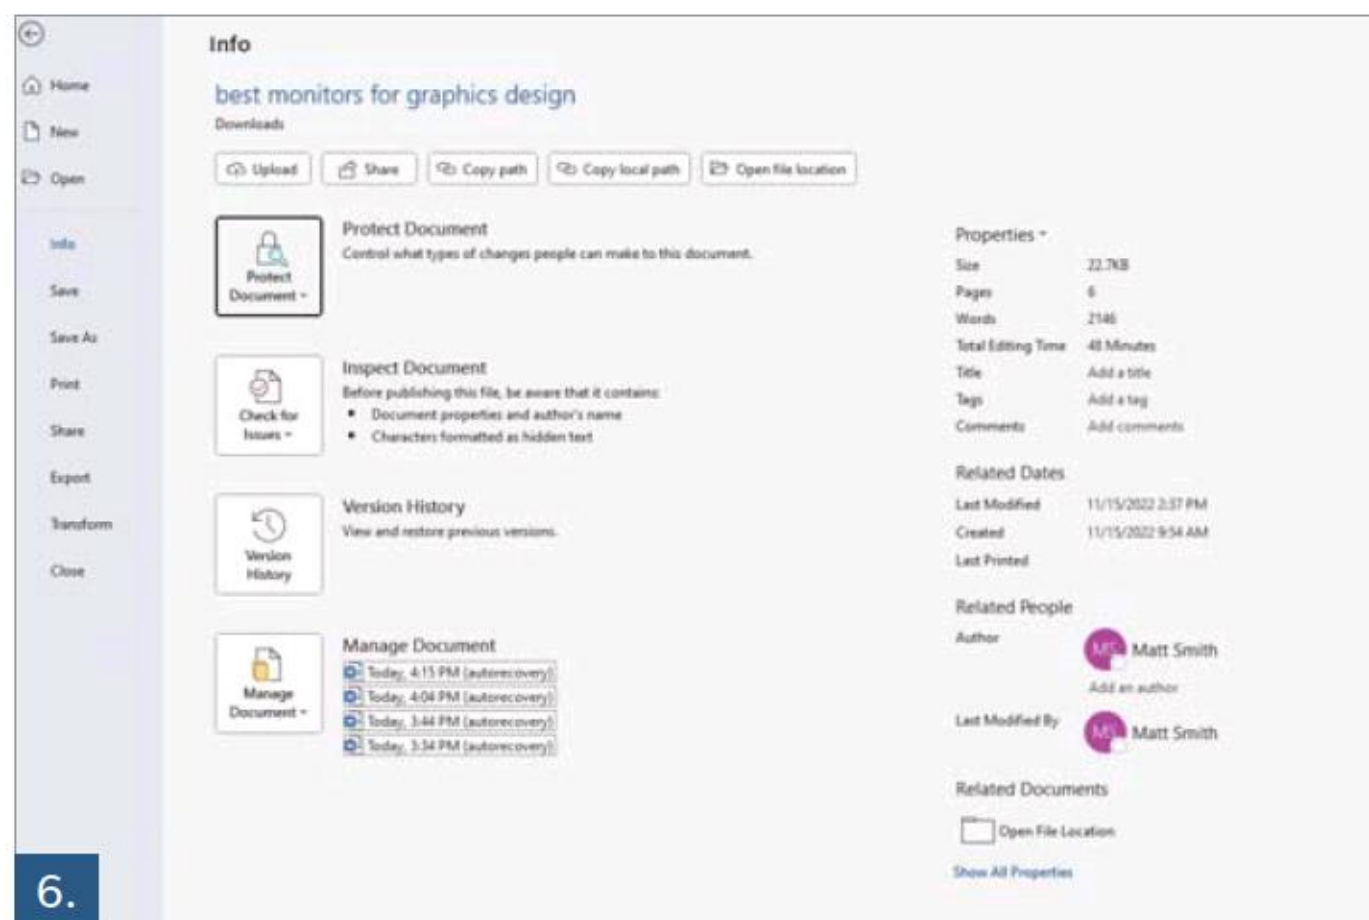 Info
best monitors for graphics design
Downloads
Home
New
Open
Info
Save
Save As
Print
Share
Export
Transform
Close
Upload Share Copy path Copy local path Open file location
Protect Document
Protect Document
Control what types of changes people can make to this document.
Check for Issues
Inspect Document
Before publishing this file, be aware that it contains:
• Document properties and author's name
• Characters formatted as hidden text
Version History
Version History
View and restore previous versions.
Manage Document
Manage Document
Today, 4:15 PM (autorecovery)
Today, 4:04 PM (autorecovery)
Today, 3:44 PM (autorecovery)
Today, 3:34 PM (autorecovery)
Properties
Size 22.7KB
Pages 6
Words 2146
Total Editing Time 48 Minutes
Title Add a title
Tags Add a tag
Comments Add comments
Related Dates
Last Modified 11/15/2022 2:57 PM
Created 11/15/2022 9:54 AM
Last Printed
Related People
Author MS Matt Smith
Add an author
Last Modified By MS Matt Smith
Related Documents
Open File Location
Show All Properties
6.